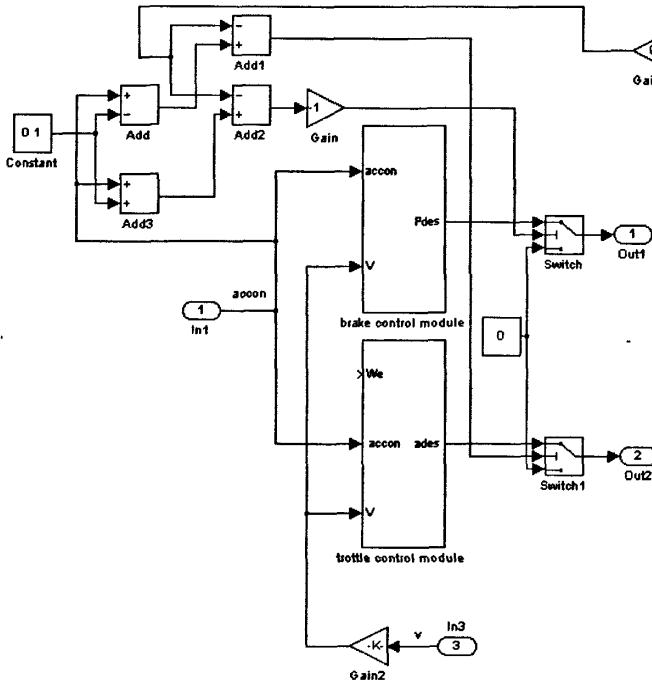 Add1
Gai
Add
Add2
-1
Gain
0 1
Constant
Add3
accon
Pdes
V
Switch
1
Out1
accon
1
In1
brake control module
0
We
accon
ades
V
Switch1
2
Out2
trottle control module
-K-
Gain2
v
In3
3